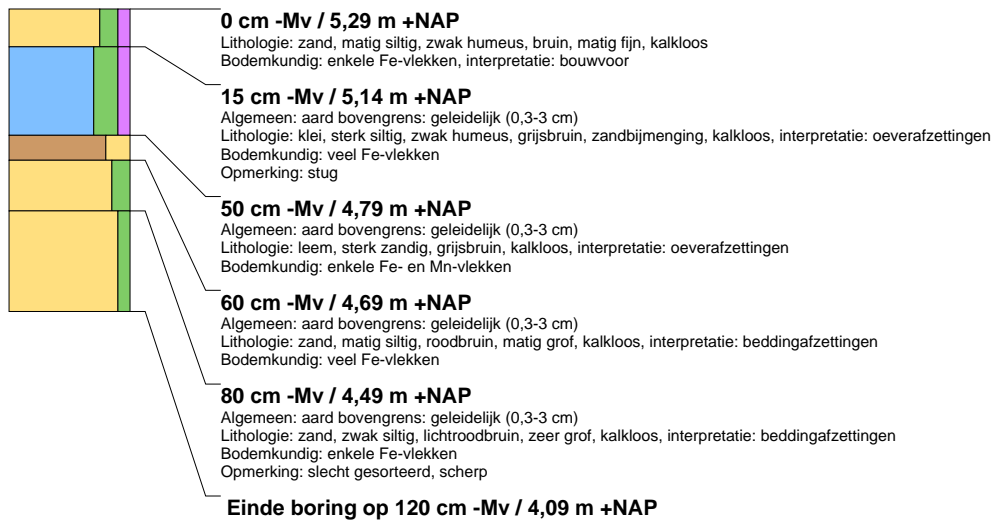 0 cm -Mv / 5,29 m +NAP
Lithologie: zand, matig siltig, zwak humeus, bruin, matig fijn, kalkloos
Bodemkundig: enkele Fe-vlekken, interpretatie: bouwvoor
15 cm -Mv / 5,14 m +NAP
Algemeen: aard bovengrens: geleidelijk (0,3-3 cm)
Lithologie: klei, sterk siltig, zwak humeus, grijsbruin, zandbijmenging, kalkloos, interpretatie: oeverafzettingen
Bodemkundig: veel Fe-vlekken
Opmerking: stug
50 cm -Mv / 4,79 m +NAP
Algemeen: aard bovengrens: geleidelijk (0,3-3 cm)
Lithologie: leem, sterk zandig, grijsbruin, kalkloos, interpretatie: oeverafzettingen
Bodemkundig: enkele Fe- en Mn-vlekken
60 cm -Mv / 4,69 m +NAP
Algemeen: aard bovengrens: geleidelijk (0,3-3 cm)
Lithologie: zand, matig siltig, roodbruin, matig grof, kalkloos, interpretatie: beddingafzettingen
Bodemkundig: veel Fe-vlekken
80 cm -Mv / 4,49 m +NAP
Algemeen: aard bovengrens: geleidelijk (0,3-3 cm)
Lithologie: zand, zwak siltig, lichtroodbruin, zeer grof, kalkloos, interpretatie: beddingafzettingen
Bodemkundig: enkele Fe-vlekken
Opmerking: slecht gesorteerd, scherp
Einde boring op 120 cm -Mv / 4,09 m +NAP